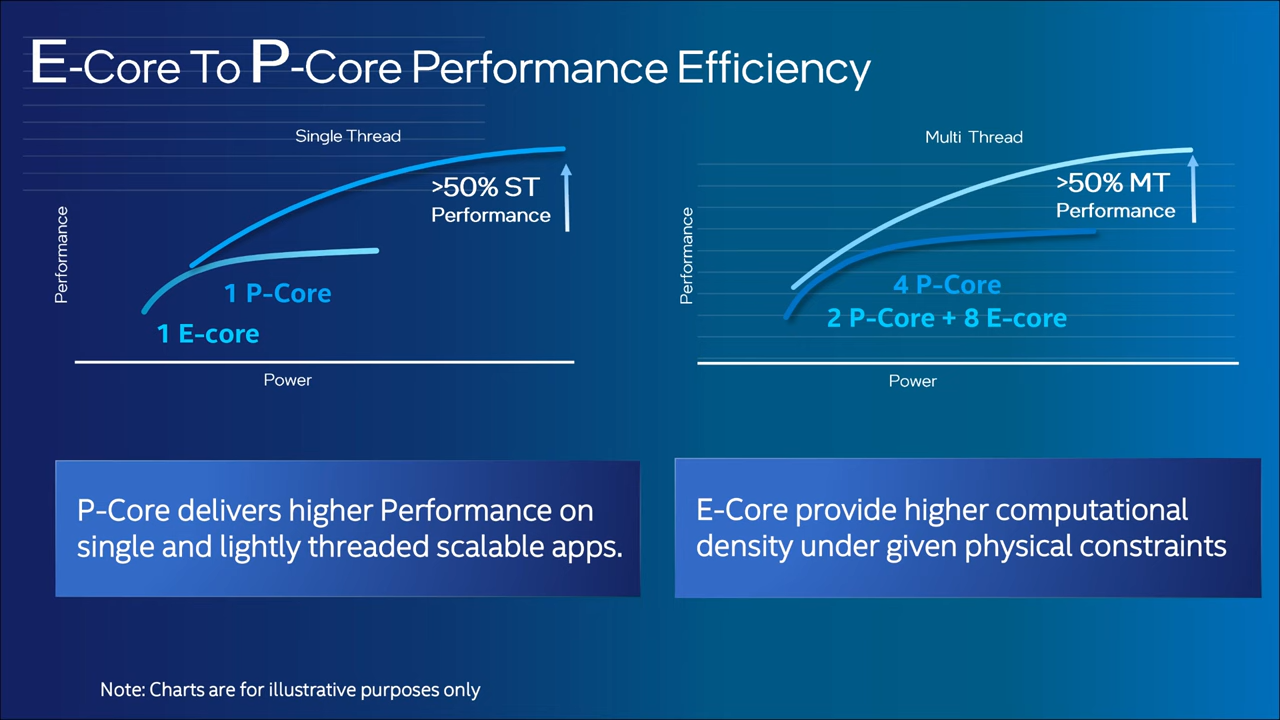 E-Core To P-Core Performance Efficiency
Single Thread
>50% ST
Performance
Performance
1 P-Core
1 E-core
Power
Multi Thread
>50% MT
Performance
Performance
4 P-Core
2 P-Core + 8 E-core
Power
P-Core delivers higher Performance on
single and lightly threaded scalable apps.
E-Core provide higher computational
density under given physical constraints
Note: Charts are for illustrative purposes only